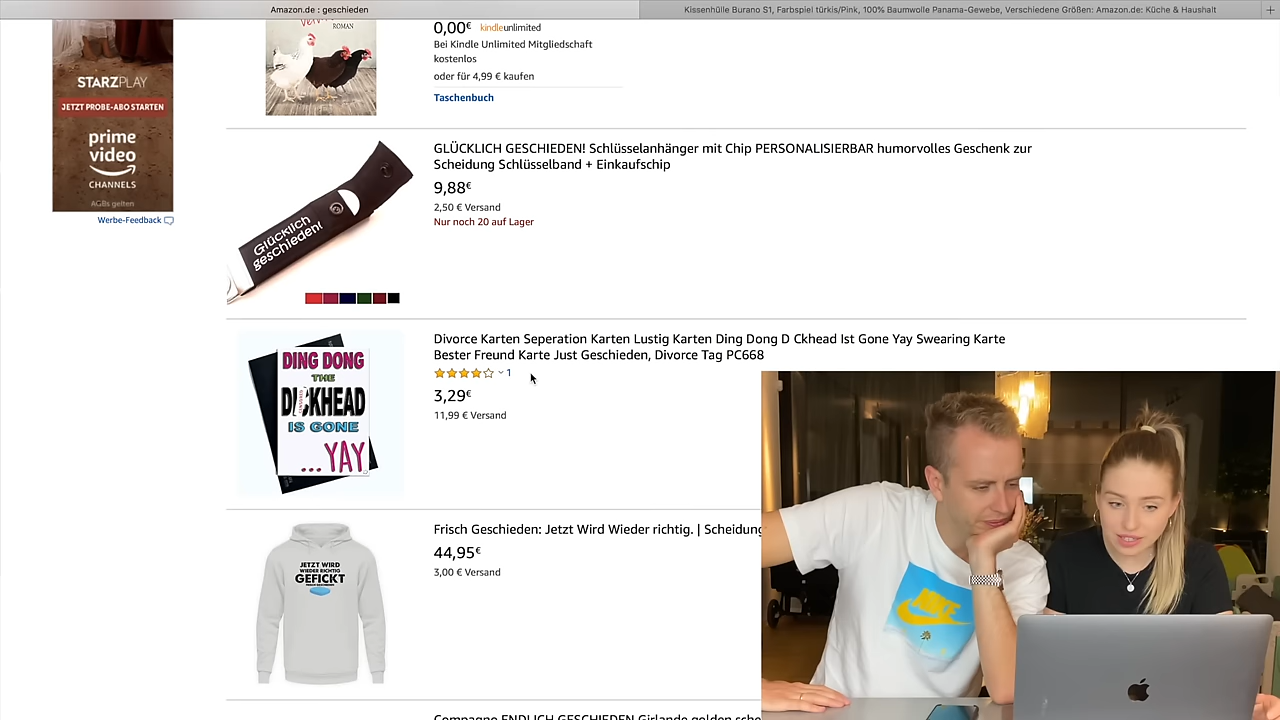 Amazon.de : geschieden
Kissenhülle Burano S1, Farbspiel türkis/Pink, 100% Baumwolle Panama-Gewebe, Verschiedene Größen: Amazon.de: Küche & Haushalt
ROMAN
0,00€ kindleunlimited
Bei Kindle Unlimited Mitgliedschaft
kostenlos
oder für 4,99 € kaufen
Taschenbuch
STARZPLAY
JETZT PROBE-ABO STARTEN
prime video
CHANNELS
AGBs gelten
Werbe-Feedback
Glücklich
geschieden!
GLÜCKLICH GESCHIEDEN! Schlüsselanhänger mit Chip PERSONALISIERBAR humorvolles Geschenk zur
Scheidung Schlüsselband + Einkaufschip
9,88€
2,50 € Versand
Nur noch 20 auf Lager
DING DONG
THE
D CKHEAD
IS GONE
...YAY
Divorce Karten Seperation Karten Lustig Karten Ding Dong D Ckhead Ist Gone Yay Swearing Karte
Bester Freund Karte Just Geschieden, Divorce Tag PC668
1
3,29€
11,99 € Versand
JETZT WIRD
WIEDER RICHTIG
GEFICKT
Frisch Geschieden: Jetzt Wird Wieder richtig. | Scheidung
44,95€
3,00 € Versand
Compagno ENDLICH GESCHIEDEN Girlande golden